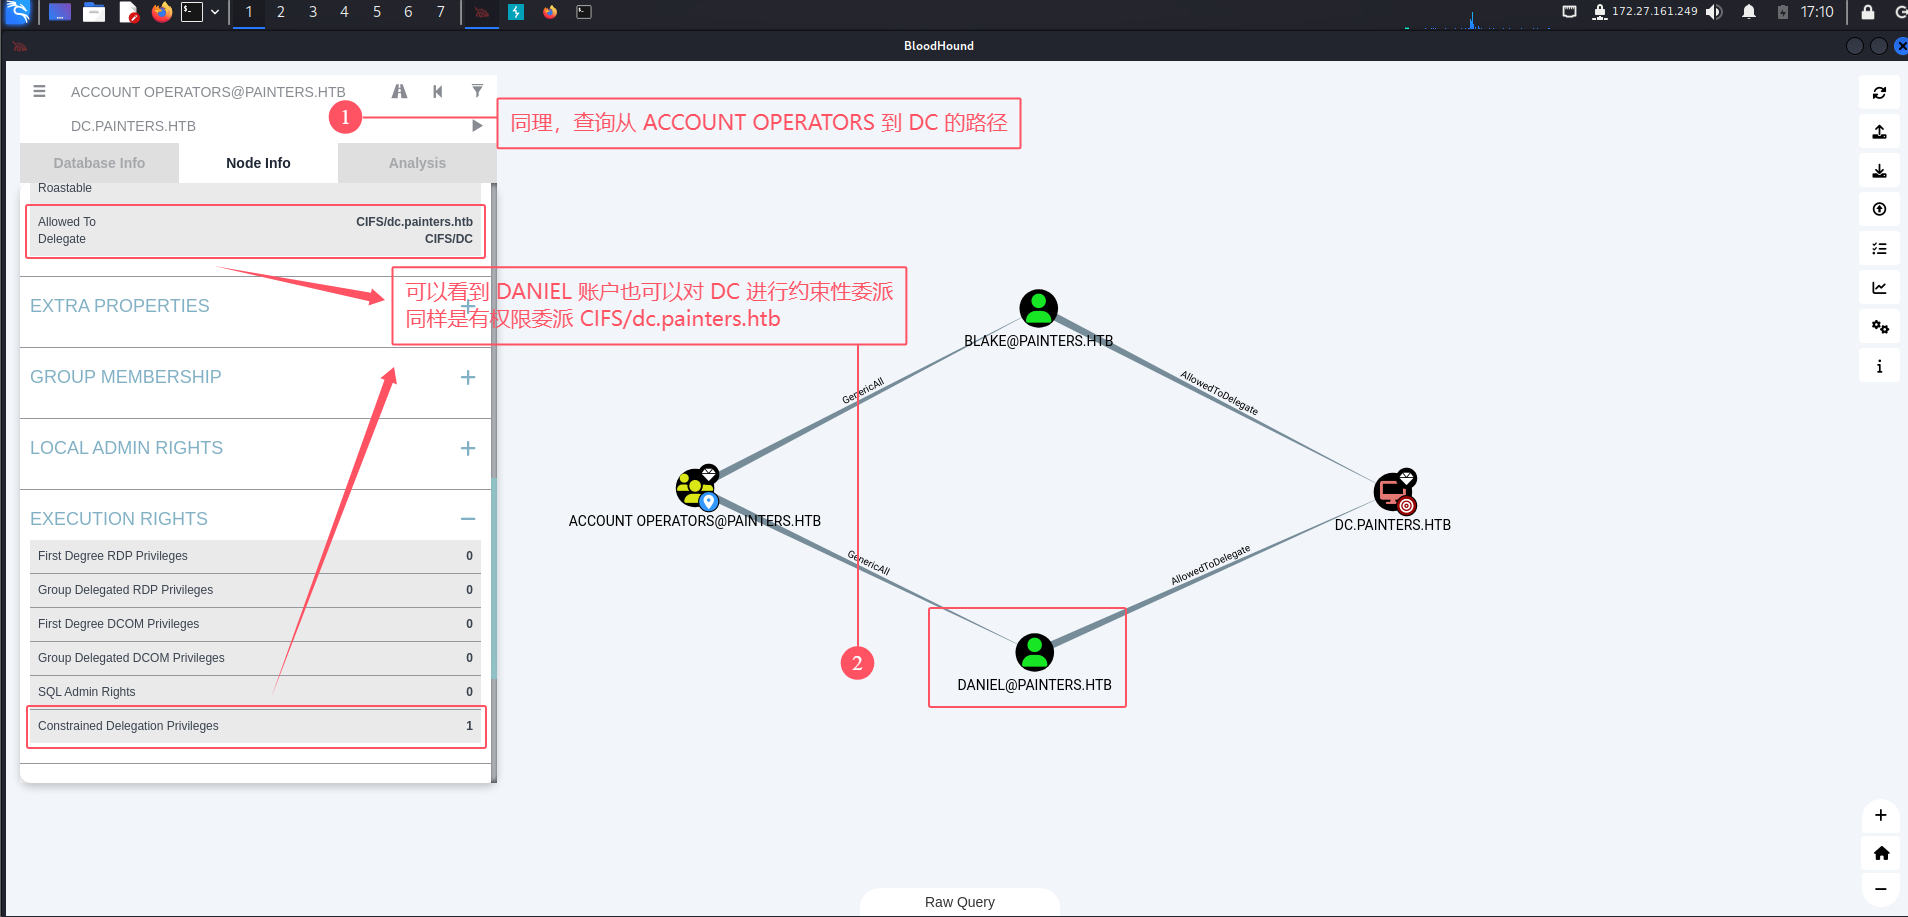 1
2
3
4
5
6
7
172.27.161.249
17:10
BloodHound
ACCOUNT OPERATORS@PAINTERS.HTB
DC.PAINTERS.HTB
1
同理，查询从 ACCOUNT OPERATORS 到 DC 的路径
Database Info
Node Info
Analysis
Roastable
Allowed To Delegate
CIFS/dc.painters.htb
CIFS/DC
可以看到 DANIEL 账户也可以对 DC 进行约束性委派
同样是有权限委派 CIFS/dc.painters.htb
EXTRA PROPERTIES +
GROUP MEMBERSHIP +
LOCAL ADMIN RIGHTS +
EXECUTION RIGHTS −
First Degree RDP Privileges 0
Group Delegated RDP Privileges 0
First Degree DCOM Privileges 0
Group Delegated DCOM Privileges 0
SQL Admin Rights 0
Constrained Delegation Privileges 1
BLAKE@PAINTERS.HTB
GenericAll
AllowedToDelegate
ACCOUNT OPERATORS@PAINTERS.HTB
DC.PAINTERS.HTB
GenericAll
AllowedToDelegate
2
DANIEL@PAINTERS.HTB
Raw Query